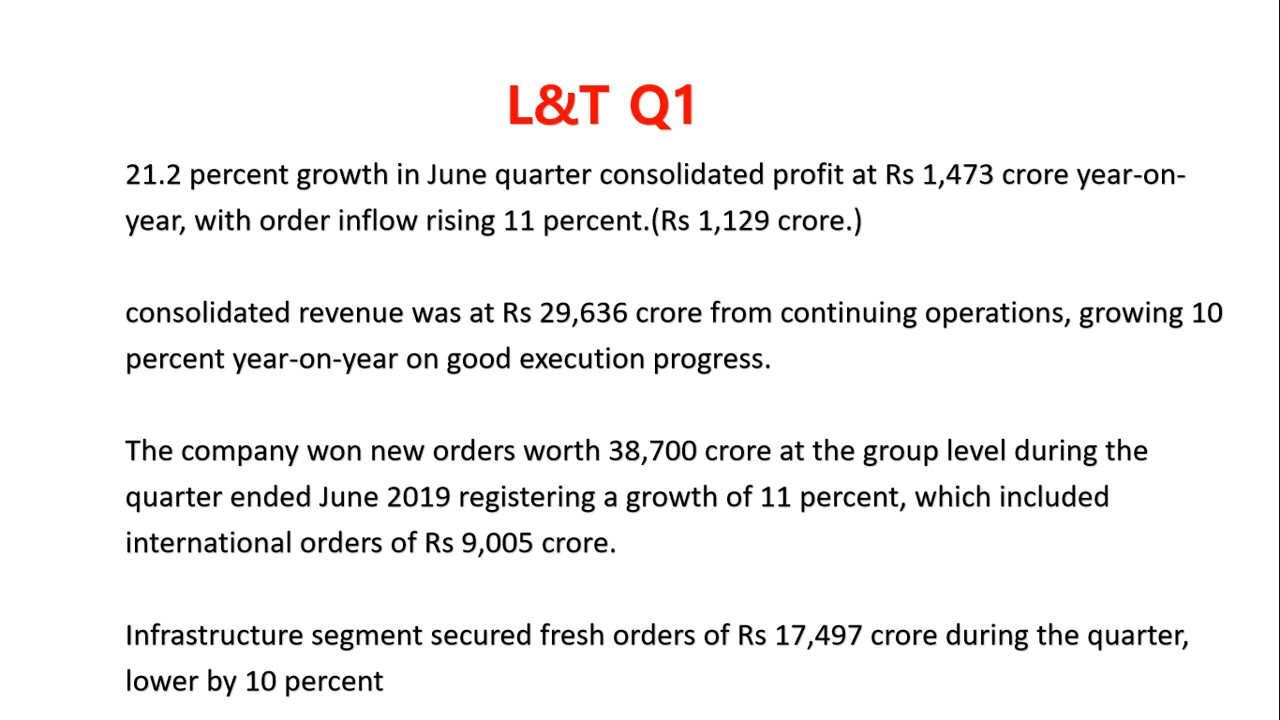 L&T Q1
21.2 percent growth in June quarter consolidated profit at Rs 1,473 crore year-on-
year, with order inflow rising 11 percent.(Rs 1,129 crore.)
consolidated revenue was at Rs 29,636 crore from continuing operations, growing 10
percent year-on-year on good execution progress.
The company won new orders worth 38,700 crore at the group level during the
quarter ended June 2019 registering a growth of 11 percent, which included
international orders of Rs 9,005 crore.
Infrastructure segment secured fresh orders of Rs 17,497 crore during the quarter,
lower by 10 percent